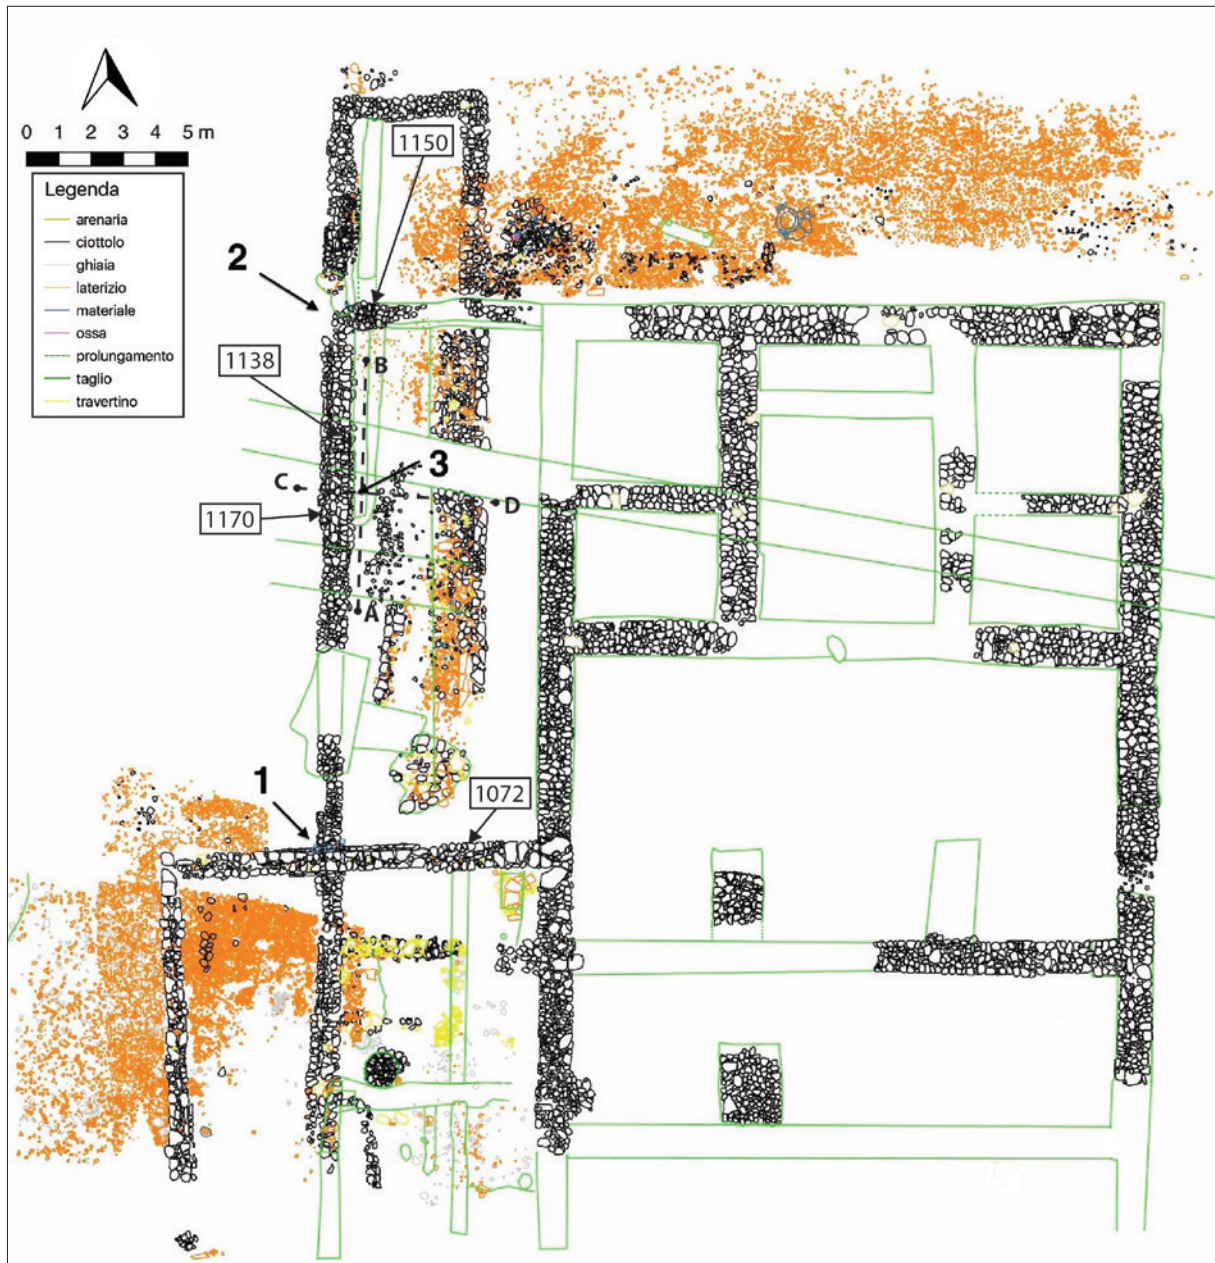 0 1 2 3 4 5 m
Legenda
arenaria
ciottolo
ghiaia
laterizio
materiale
ossa
prolungamento
taglio
travertino
1150
2
1138
B
3
C
D
1170
A
1
1072